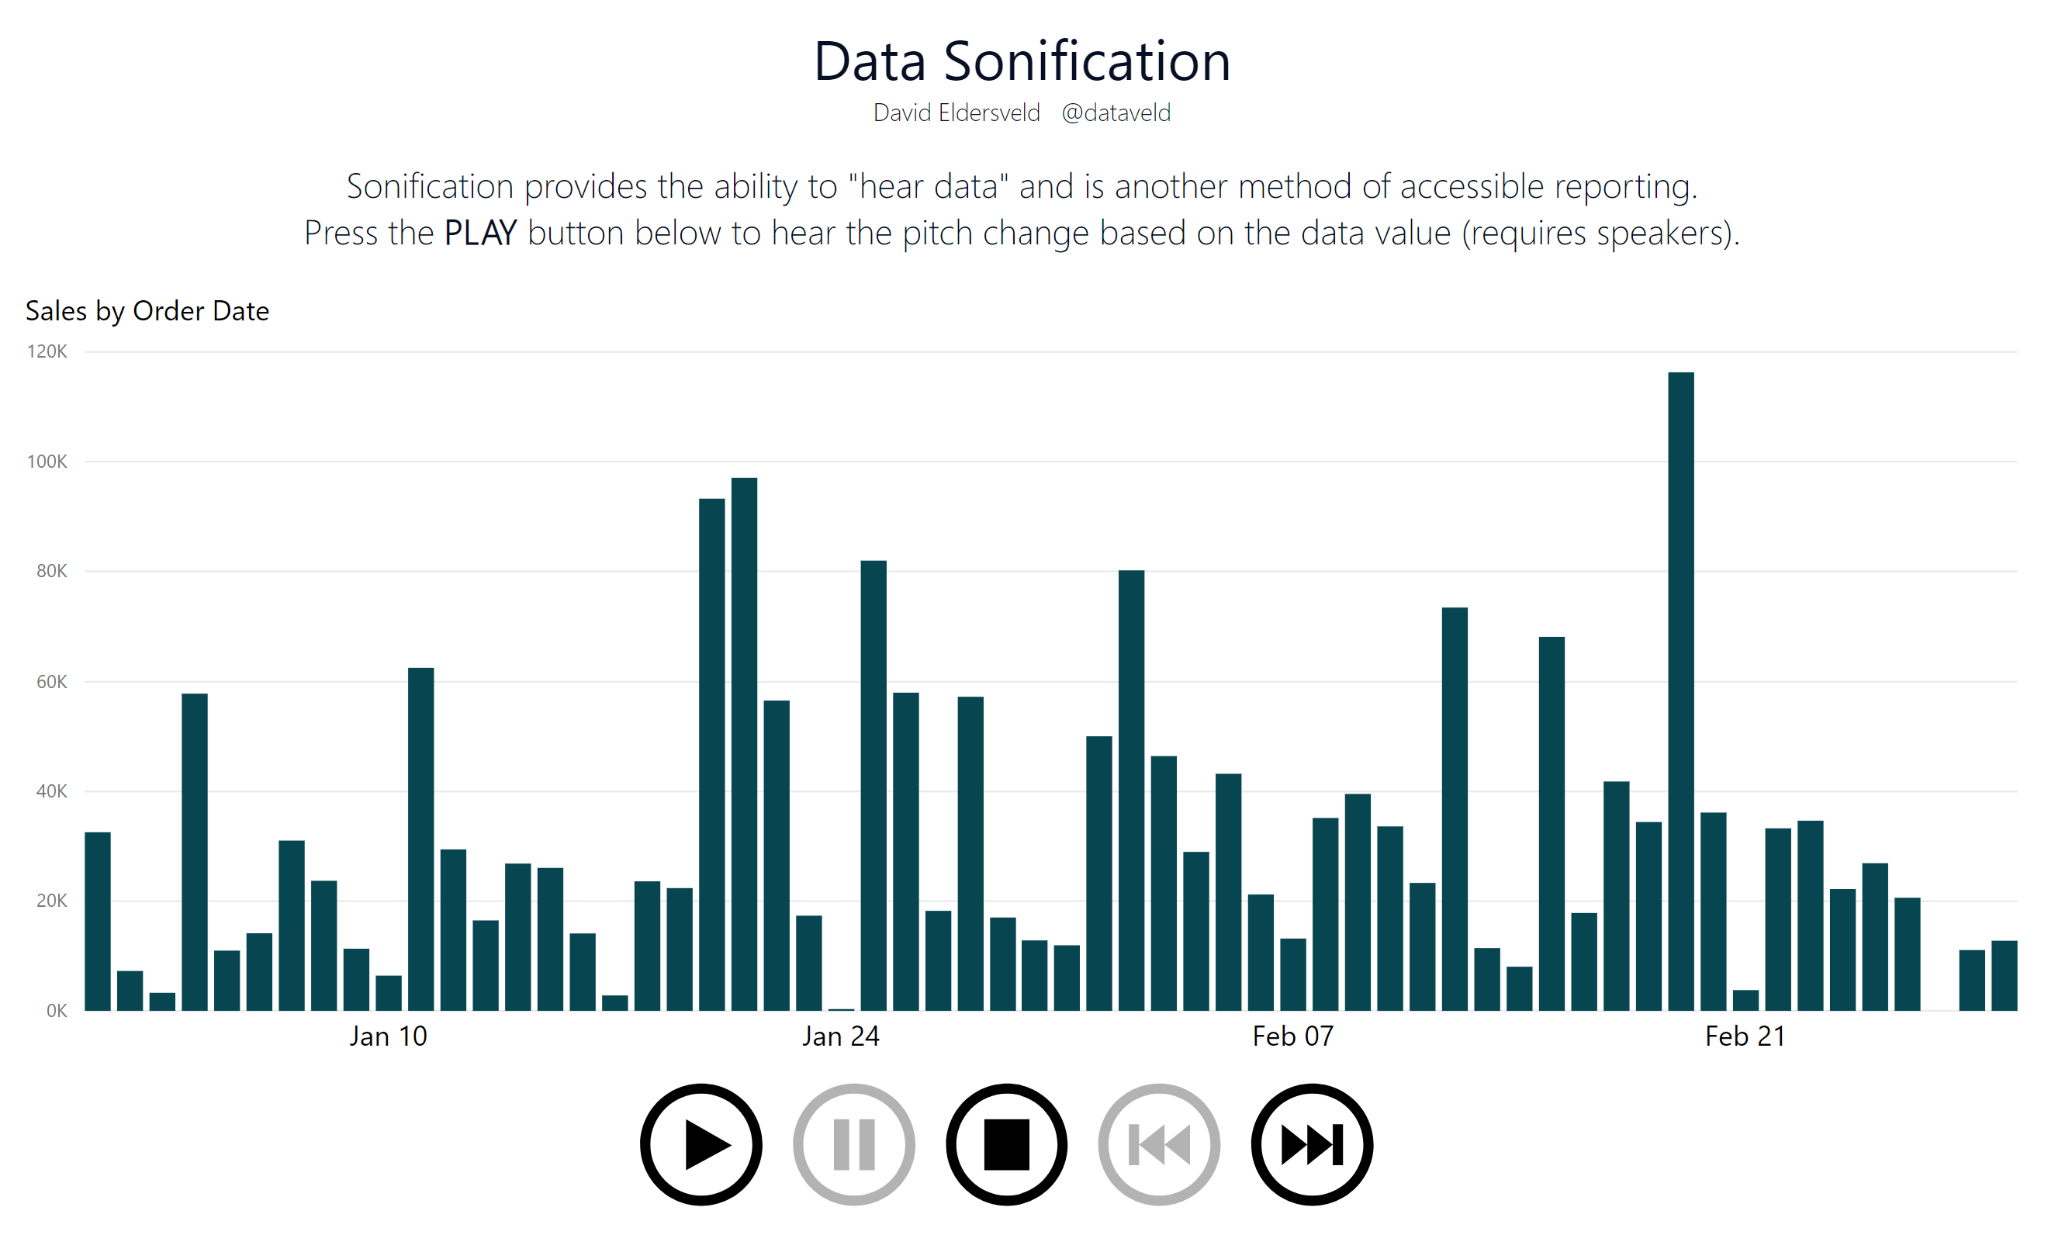 Data Sonification
David Eldersveld @dataveld
Sonification provides the ability to "hear data" and is another method of accessible reporting.
Press the PLAY button below to hear the pitch change based on the data value (requires speakers).
Sales by Order Date
120K
100K
80K
60K
40K
20K
0K
Jan 10 Jan 24 Feb 07 Feb 21